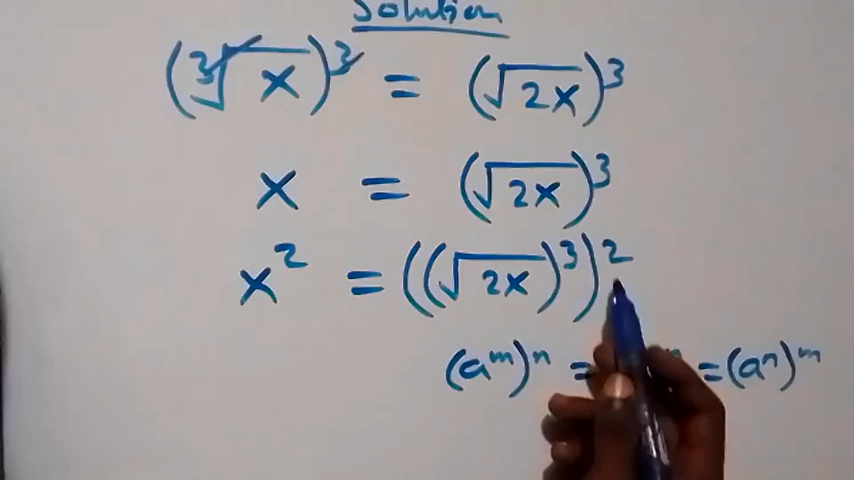 Solution
(∛x)³ = (√2x)³
x = (√2x)³
x² = ((√2x)³)²
(aᵐ)ⁿ = ⁿ = (aⁿ)ᵐ